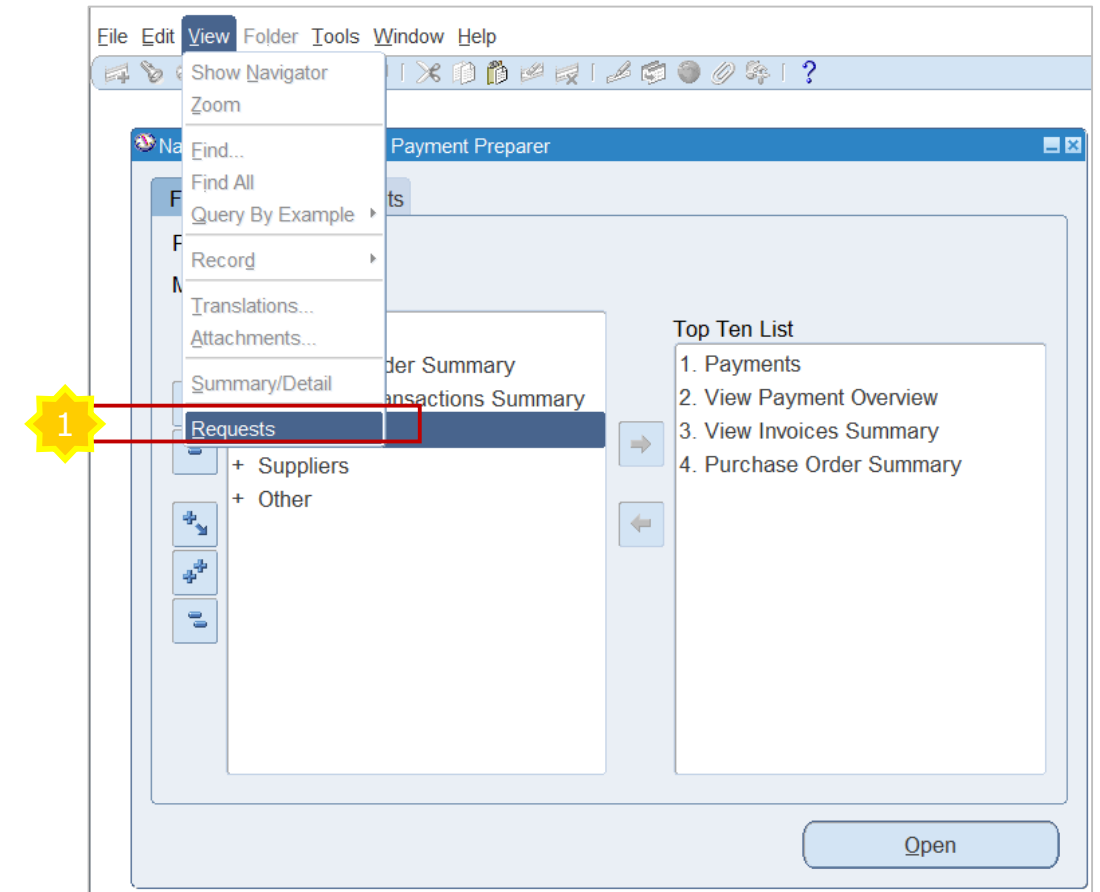 File Edit View Folder Tools Window Help
Show Navigator
Zoom
Payment Preparer
Find...
Find All
ts
Query By Example
Record
Translations...
Attachments...
Top Ten List
der Summary
1. Payments
Summary/Detail
ansactions Summary
2. View Payment Overview
1
Requests
3. View Invoices Summary
+ Suppliers
4. Purchase Order Summary
+ Other
Open